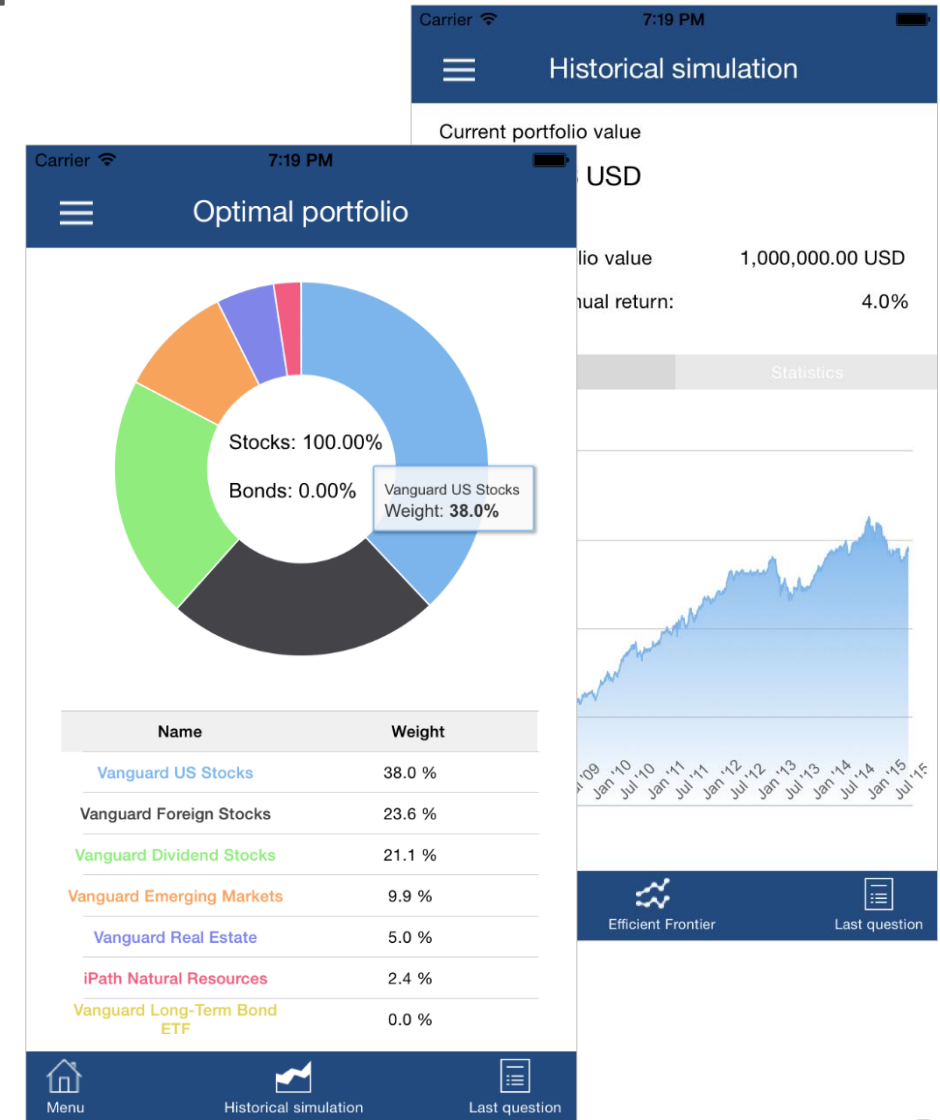 Carrier 7:19 PM
Historical simulation
Current portfolio value
USD
lio value 1,000,000.00 USD
nual return: 4.0%
Statistics
Jan '10 Jul '10 Jan '11 Jul '11 Jan '12 Jul '12 Jan '13 Jul '13 Jan '14 Jul '14 Jan '15 Jul '15
Efficient Frontier Last question
Carrier 7:19 PM
Optimal portfolio
Stocks: 100.00%
Bonds: 0.00%
Vanguard US Stocks
Weight: 38.0%
Name Weight
Vanguard US Stocks 38.0 %
Vanguard Foreign Stocks 23.6 %
Vanguard Dividend Stocks 21.1 %
Vanguard Emerging Markets 9.9 %
Vanguard Real Estate 5.0 %
iPath Natural Resources 2.4 %
Vanguard Long-Term Bond
ETF 0.0 %
Menu Historical simulation Last question